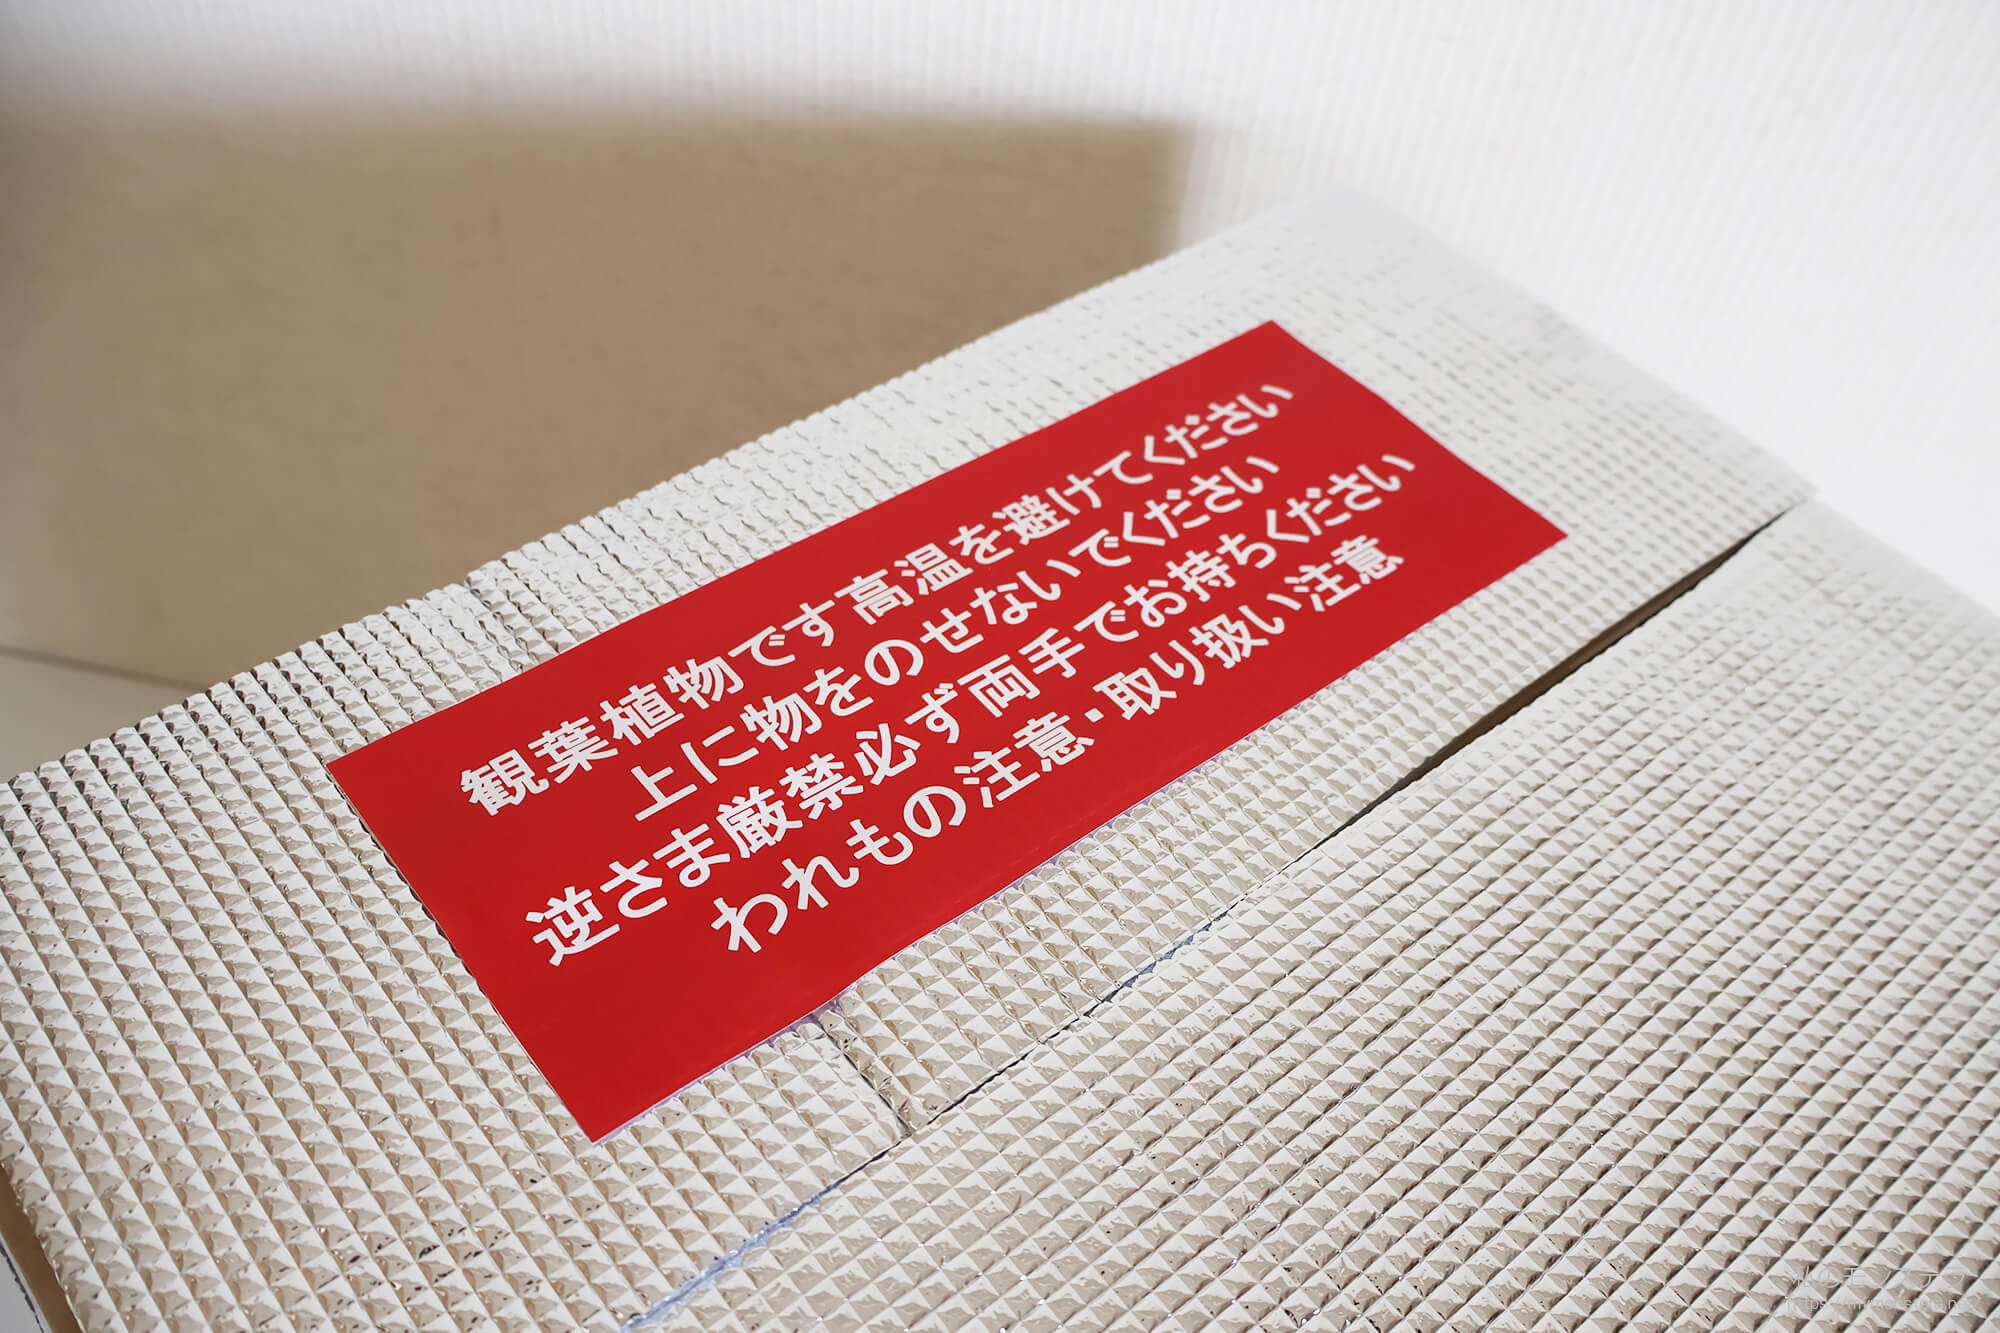 観葉植物です高温を避けてください
上に物をのせないでください
逆さま厳禁必ず両手でお持ちください
われもの注意・取り扱い注意